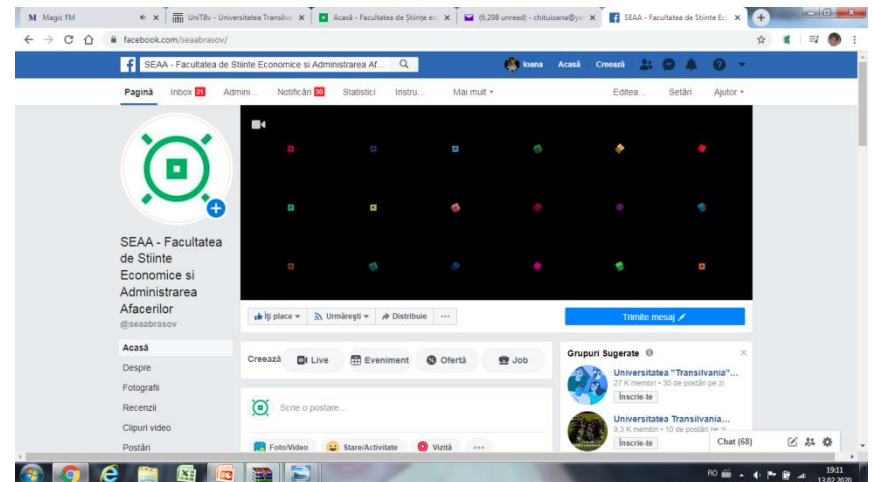 M Magic FM
UniTBv - Universitatea Transilva
Acasă - Facultatea de Științe ec
(6,298 unread) - chituioana@ya
SEAA - Facultatea de Stiinte Ec
facebook.com/seaabrasov/
SEAA - Facultatea de Stiinte Economice si Administrarea Af...
Ioana Acasă Creează
Pagină Inbox 21 Admini... Notificări 30 Statistici Instru... Mai mult Editea... Setări Ajutor
SEAA - Facultatea
de Stiinte
Economice si
Administrarea
Afacerilor
@seaabrasov
Îți place Urmărești Distribuie ... Trimite mesaj
Acasă
Despre
Fotografii
Recenzii
Clipuri video
Postări
Creează Live Eveniment Ofertă Job
Scrie o postare...
Foto/Video Stare/Activitate Vizită ...
Grupuri Sugerate
Universitatea "Transilvania"...
27 K membri • 30 de postări pe zi
Înscrie-te
Universitatea Transilvania...
9,3 K membri • 10 de postări pe zi
Înscrie-te
Chat (68)
RO
19:11
13.02.2020